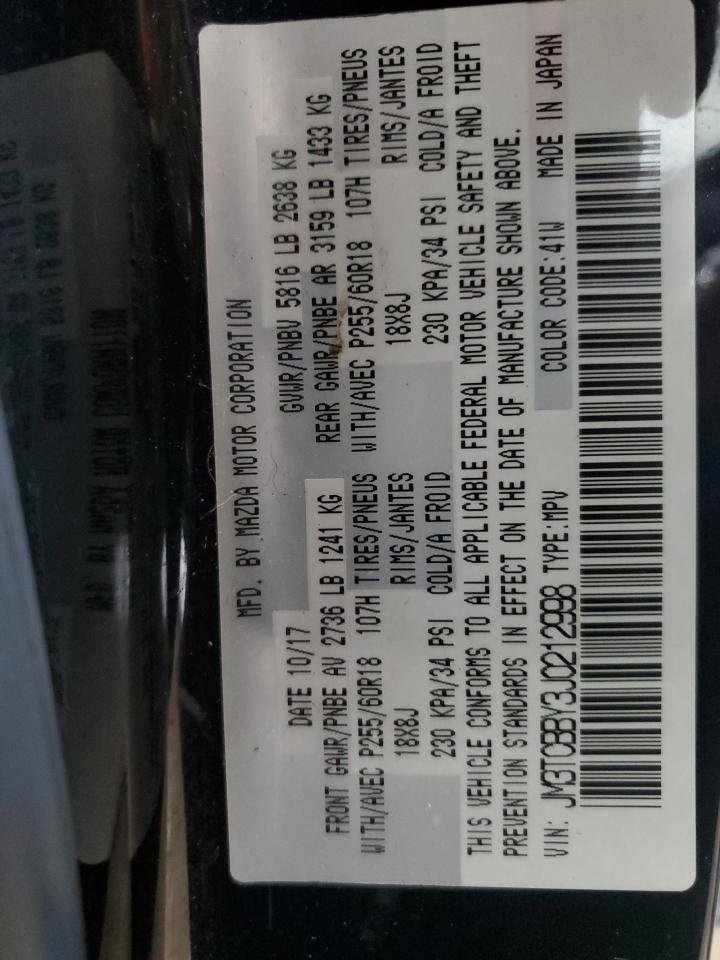 MFD. BY MAZDA MOTOR CORPORATION
DATE 10/17 GVWR/PNBV 5816 LB 2638 KG
FRONT GAWR/PNBE AV 2736 LB 1241 KG REAR GAWR/PNBE AR 3159 LB 1433 KG
WITH/AVEC P255/60R18 107H TIRES/PNEUS WITH/AVEC P255/60R18 107H TIRES/PNEUS
18X8J RIMS/JANTES 18X8J RIMS/JANTES
230 KPA/34 PSI COLD/A FROID 230 KPA/34 PSI COLD/A FROID
THIS VEHICLE CONFORMS TO ALL APPLICABLE FEDERAL MOTOR VEHICLE SAFETY AND THEFT
PREVENTION STANDARDS IN EFFECT ON THE DATE OF MANUFACTURE SHOWN ABOVE.
VIN: JM3TCBBY3J0212998 TYPE:MPV COLOR CODE:41W MADE IN JAPAN